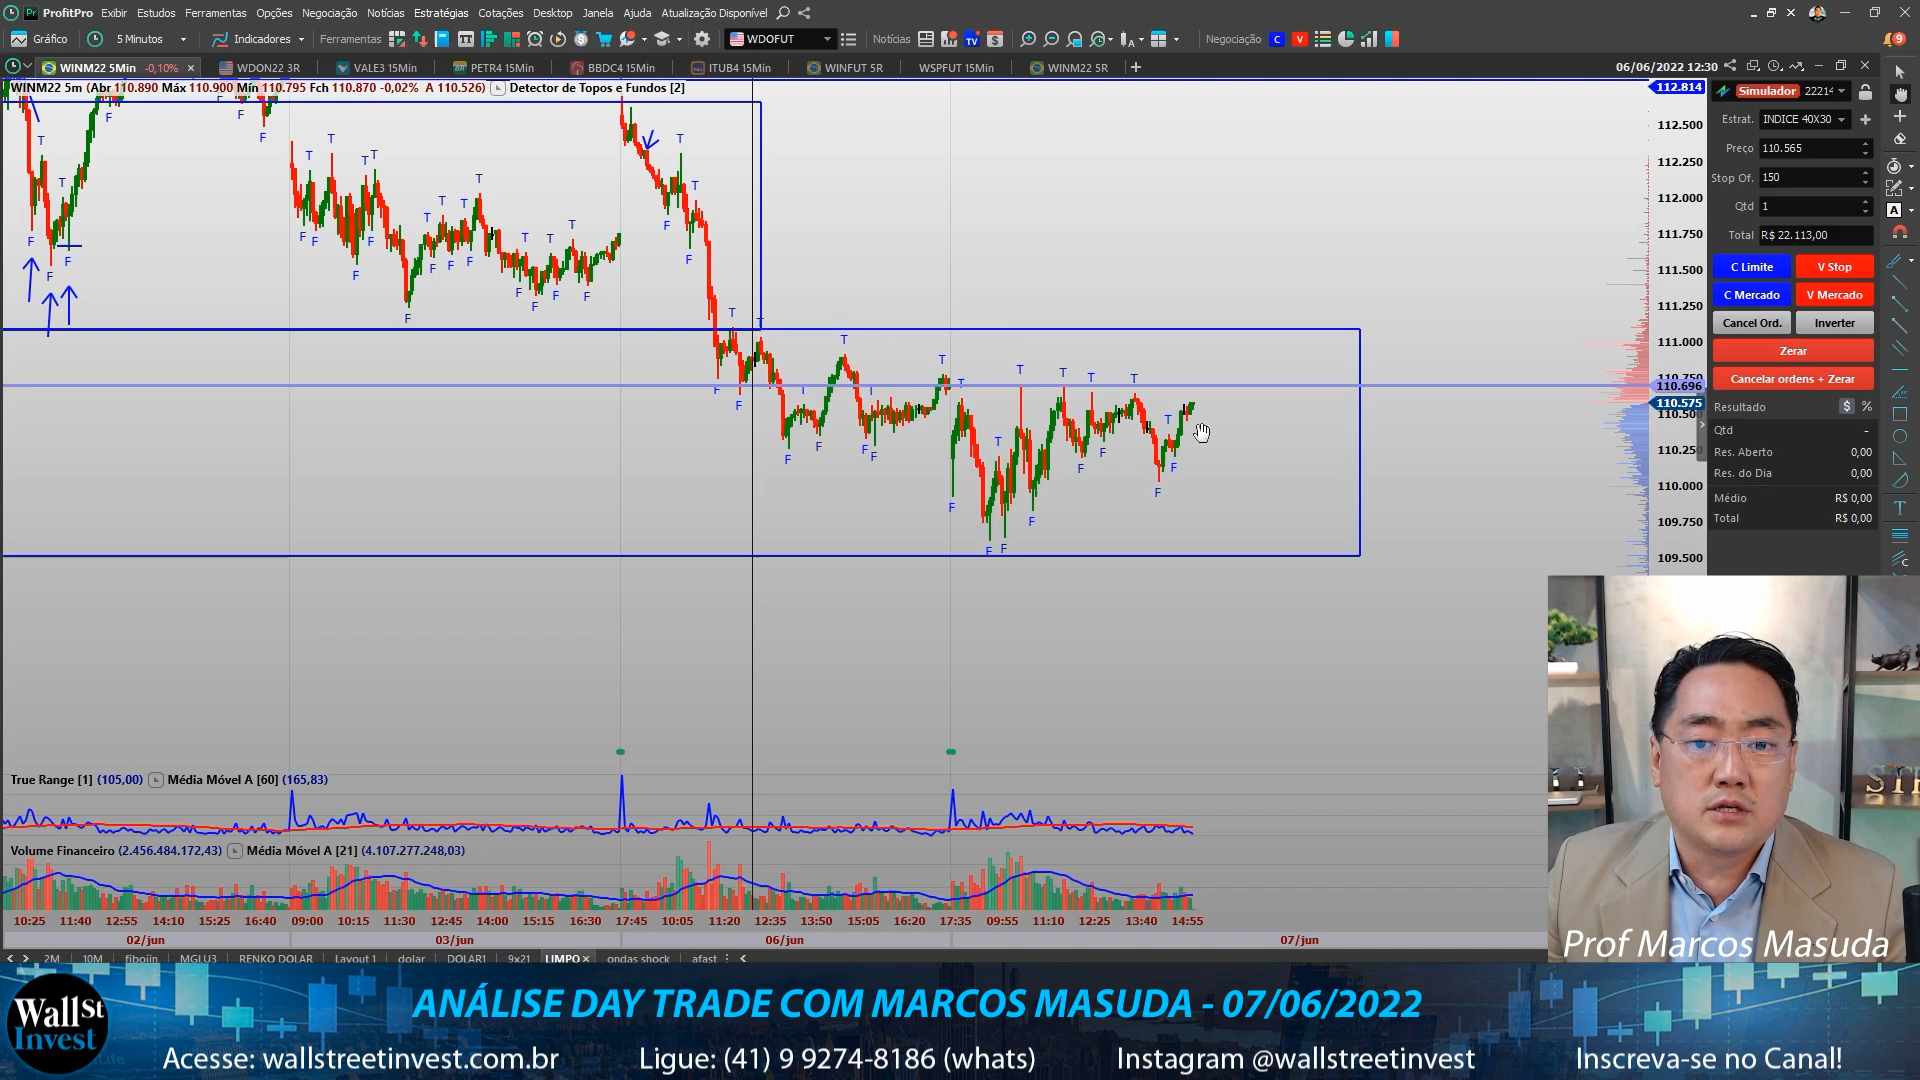 ProfitPro Exibir Estudos Ferramentas Opções Negociação Notícias Estratégias Cotações Desktop Janela Ajuda Atualização Disponível
Gráfico 5 Minutos Indicadores Ferramentas WDOFUT Notícias Negociação C V 9
WINM22 5Min -0,10% WDON22 3R VALE3 15Min PETR4 15Min BBDC4 15Min ITUB4 15Min WINFUT 5R WSPFUT 15Min WINM22 5R 06/06/2022 12:30
WINM22 5m (Abr 110.890 Máx 110.900 Mín 110.795 Fch 110.870 -0,02% A 110.526) Detector de Topos e Fundos [2]
112.814
112.500
112.250
112.000
111.750
111.500
111.250
111.000
110.696
110.575
110.250
110.000
109.750
109.500
Simulador
Estrat. INDICE 40X30
Preço 110.565
Stop Of. 150
Qtd 1
Total R$ 22.113,00
C Limite V Stop
C Mercado V Mercado
Cancel Ord. Inverter
Zerar
Cancelar ordens + Zerar
Resultado $ %
Qtd -
Res. Aberto 0,00
Res. do Dia 0,00
Médio R$ 0,00
Total R$ 0,00
True Range [1] (105,00) Média Móvel A [60] (165,83)
Volume Financeiro (2.456.484.172,43) Média Móvel A [21] (4.107.277.248,03)
10:25 11:40 12:55 14:10 15:25 16:40 09:00 10:15 11:30 12:45 14:00 15:15 16:30 17:45 10:05 11:20 12:35 13:50 15:05 16:20 17:35 09:55 11:10 12:25 13:40 14:55
02/jun 03/jun 06/jun 07/jun
2M 10M fiboiin MGLU3 RENKO DOLAR Layout 1 dolar DOLAR1 9x21 LIMPO ondas shock afast
Prof Marcos Masuda
Wall St
Invest
ANÁLISE DAY TRADE COM MARCOS MASUDA - 07/06/2022
Acesse: wallstreetinvest.com.br Ligue: (41) 9 9274-8186 (whats) Instagram @wallstreetinvest Inscreva-se no Canal!